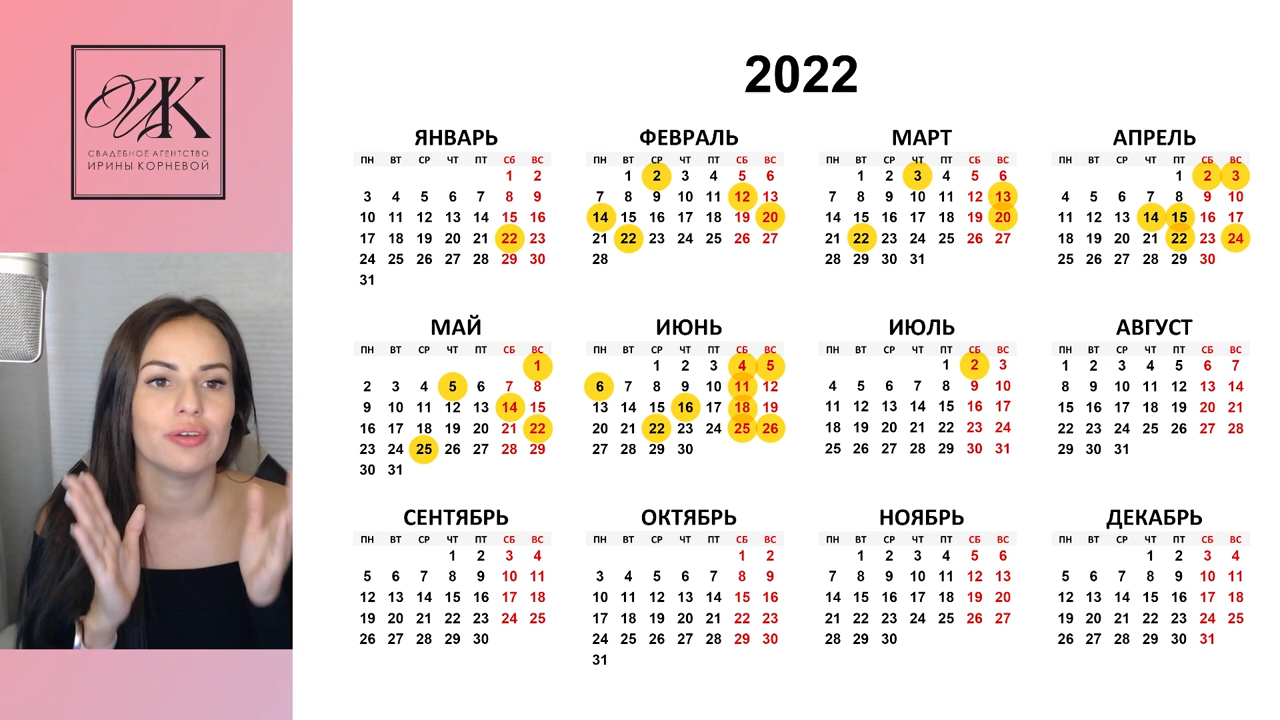 ИК
СВАДЕБНОЕ АГЕНТСТВО
ИРИНЫ КОРНЕВОЙ
2022
ЯНВАРЬ
ПН ВТ СР ЧТ ПТ СБ ВС
1 2
3 4 5 6 7 8 9
10 11 12 13 14 15 16
17 18 19 20 21 22 23
24 25 26 27 28 29 30
31
ФЕВРАЛЬ
ПН ВТ СР ЧТ ПТ СБ ВС
1 2 3 4 5 6
7 8 9 10 11 12 13
14 15 16 17 18 19 20
21 22 23 24 25 26 27
28
МАРТ
ПН ВТ СР ЧТ ПТ СБ ВС
1 2 3 4 5 6
7 8 9 10 11 12 13
14 15 16 17 18 19 20
21 22 23 24 25 26 27
28 29 30 31
АПРЕЛЬ
ПН ВТ СР ЧТ ПТ СБ ВС
1 2 3
4 5 6 7 8 9 10
11 12 13 14 15 16 17
18 19 20 21 22 23 24
25 26 27 28 29 30
МАЙ
ПН ВТ СР ЧТ ПТ СБ ВС
1
2 3 4 5 6 7 8
9 10 11 12 13 14 15
16 17 18 19 20 21 22
23 24 25 26 27 28 29
30 31
ИЮНЬ
ПН ВТ СР ЧТ ПТ СБ ВС
1 2 3 4 5
6 7 8 9 10 11 12
13 14 15 16 17 18 19
20 21 22 23 24 25 26
27 28 29 30
ИЮЛЬ
ПН ВТ СР ЧТ ПТ СБ ВС
1 2 3
4 5 6 7 8 9 10
11 12 13 14 15 16 17
18 19 20 21 22 23 24
25 26 27 28 29 30 31
АВГУСТ
ПН ВТ СР ЧТ ПТ СБ ВС
1 2 3 4 5 6 7
8 9 10 11 12 13 14
15 16 17 18 19 20 21
22 23 24 25 26 27 28
29 30 31
СЕНТЯБРЬ
ПН ВТ СР ЧТ ПТ СБ ВС
1 2 3 4
5 6 7 8 9 10 11
12 13 14 15 16 17 18
19 20 21 22 23 24 25
26 27 28 29 30
ОКТЯБРЬ
ПН ВТ СР ЧТ ПТ СБ ВС
1 2
3 4 5 6 7 8 9
10 11 12 13 14 15 16
17 18 19 20 21 22 23
24 25 26 27 28 29 30
31
НОЯБРЬ
ПН ВТ СР ЧТ ПТ СБ ВС
1 2 3 4 5 6
7 8 9 10 11 12 13
14 15 16 17 18 19 20
21 22 23 24 25 26 27
28 29 30
ДЕКАБРЬ
ПН ВТ СР ЧТ ПТ СБ ВС
1 2 3 4
5 6 7 8 9 10 11
12 13 14 15 16 17 18
19 20 21 22 23 24 25
26 27 28 29 30 31